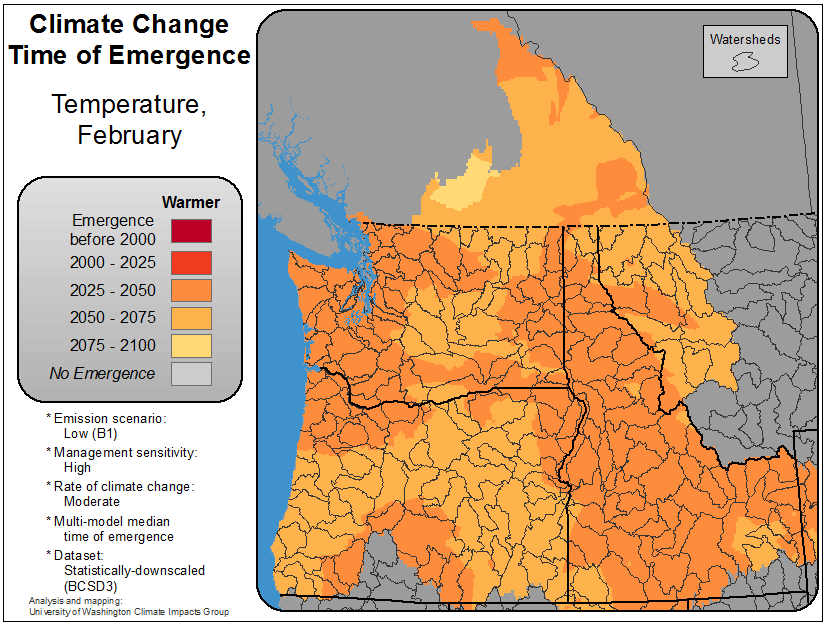 Climate Change
Time of Emergence
Temperature,
February
Warmer
Emergence
before 2000
2000 - 2025
2025 - 2050
2050 - 2075
2075 - 2100
No Emergence
* Emission scenario:
Low (B1)
* Management sensitivity:
High
* Rate of climate change:
Moderate
* Multi-model median
time of emergence
* Dataset:
Statistically-downscaled
(BCSD3)
Analysis and mapping:
University of Washington Climate Impacts Group
Watersheds